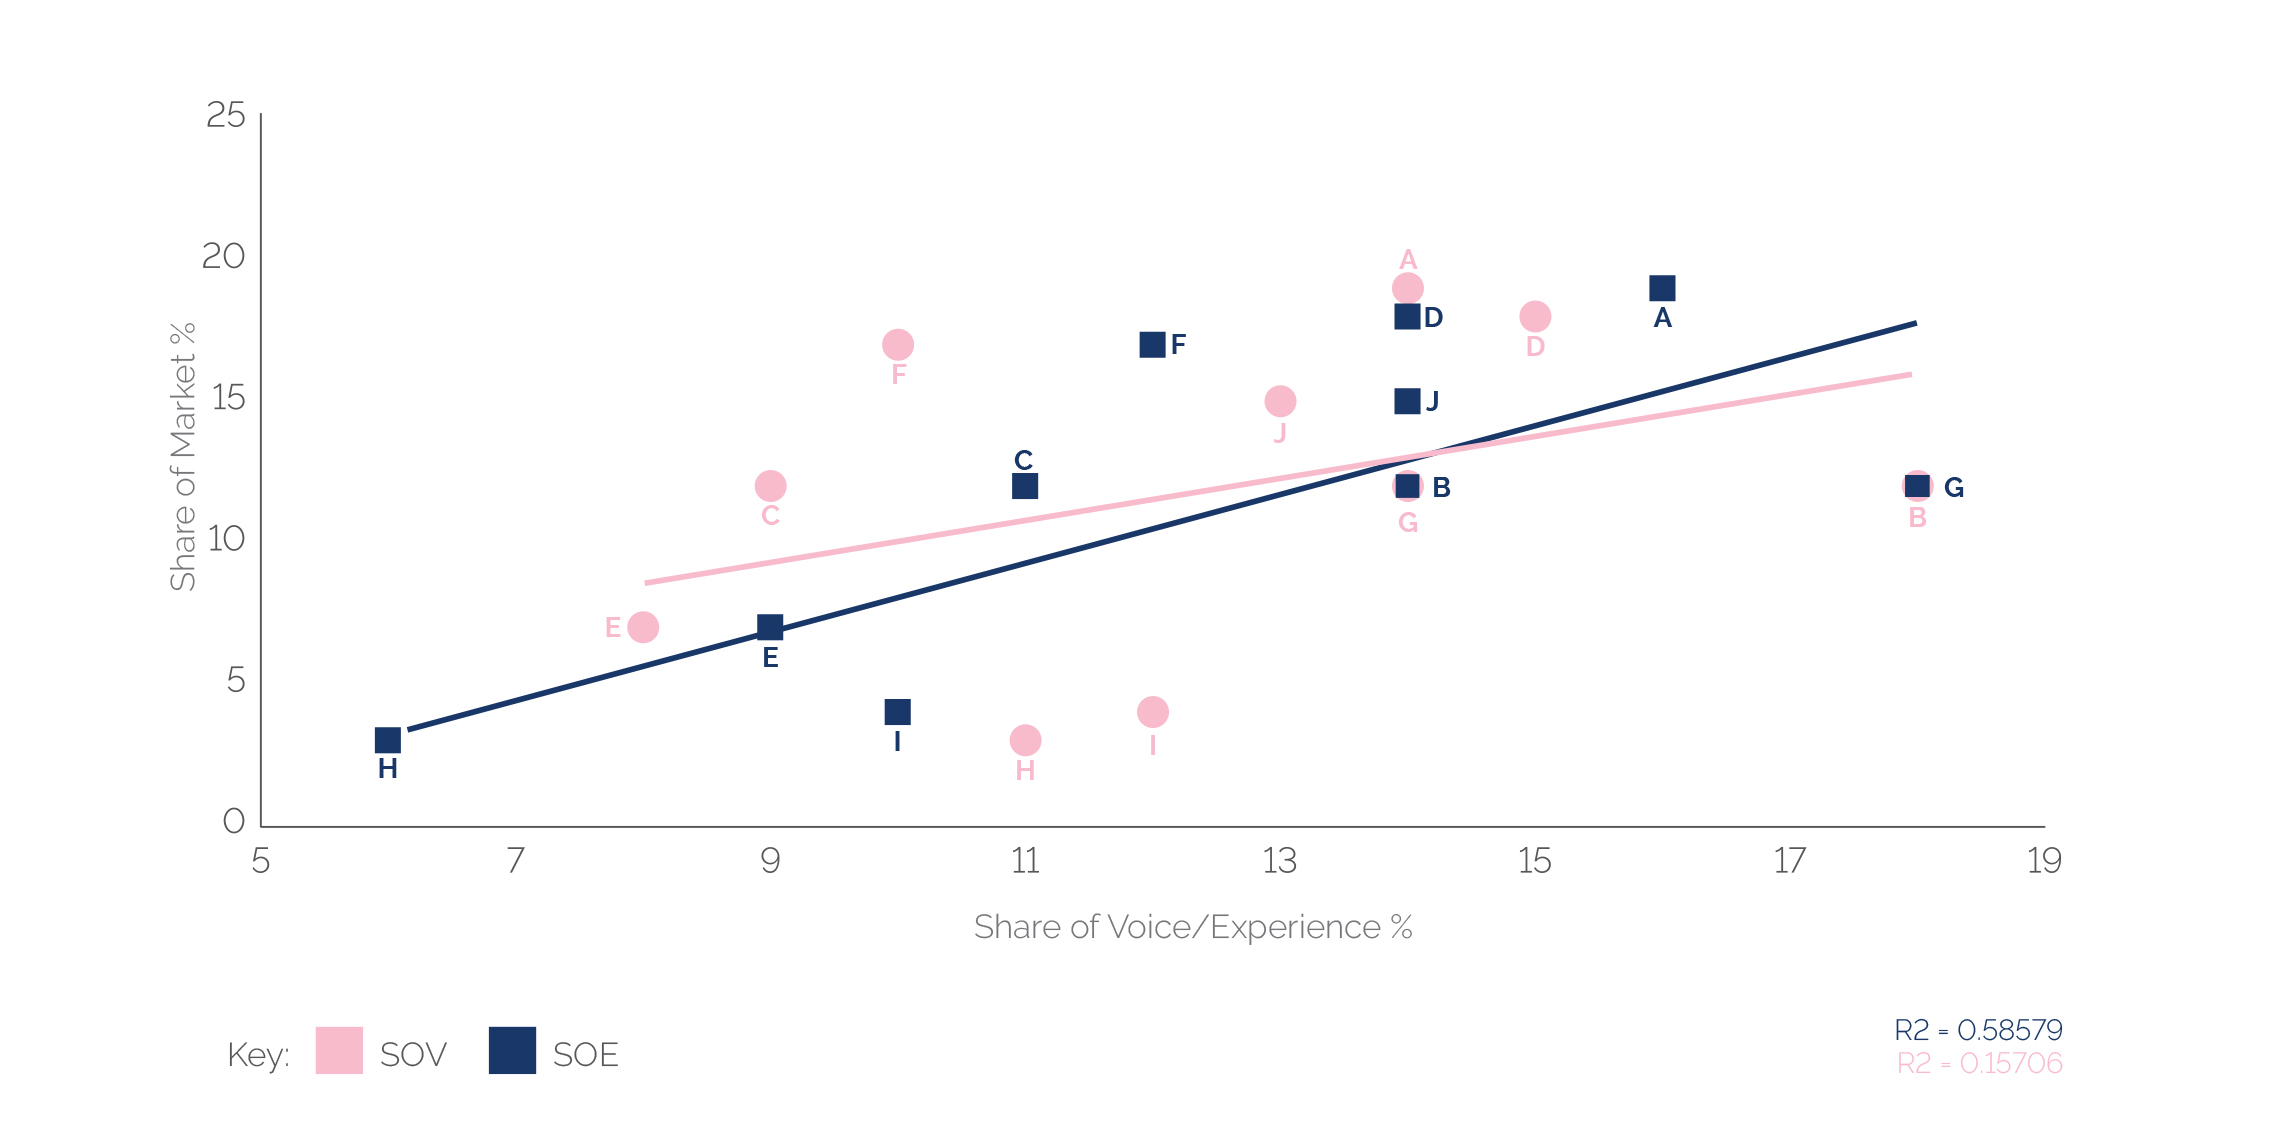 25
20
15
10
5
0
Share of Market %
A
D
A
D
F
F
J
J
C
C
B
G
G
B
E
E
I
I
H
H
5 7 9 11 13 15 17 19
Share of Voice/Experience %
Key: SOV SOE
R2 = 0.58579
R2 = 0.15706